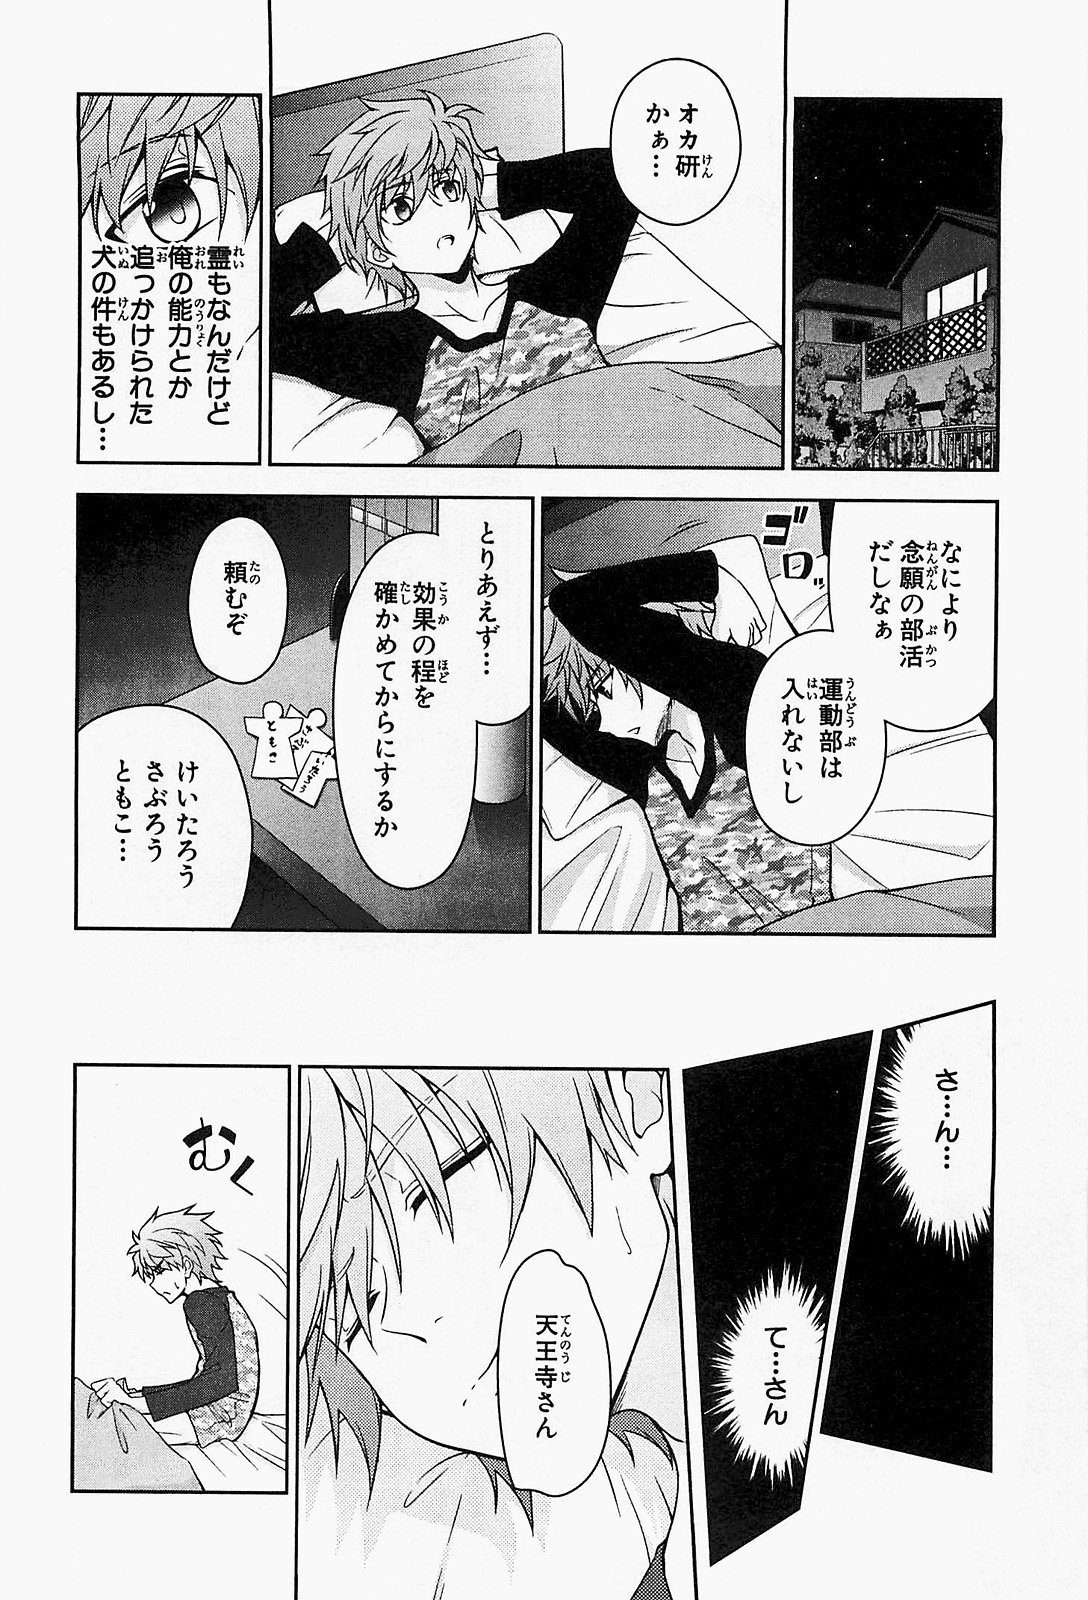 オカ研
かぁ…
霊もなんだけど
俺の能力とか
追っかけられた
犬の件もあるし…
なにより
念願の部活
だしなぁ
運動部は
入れないし
ゴロ
とりあえず…
効果の程を
確かめてからにするか
頼むぞ
ともこ
けいたろう
さぶろう
ともこ…
さ…ん…
て…さん
天王寺さん
むく